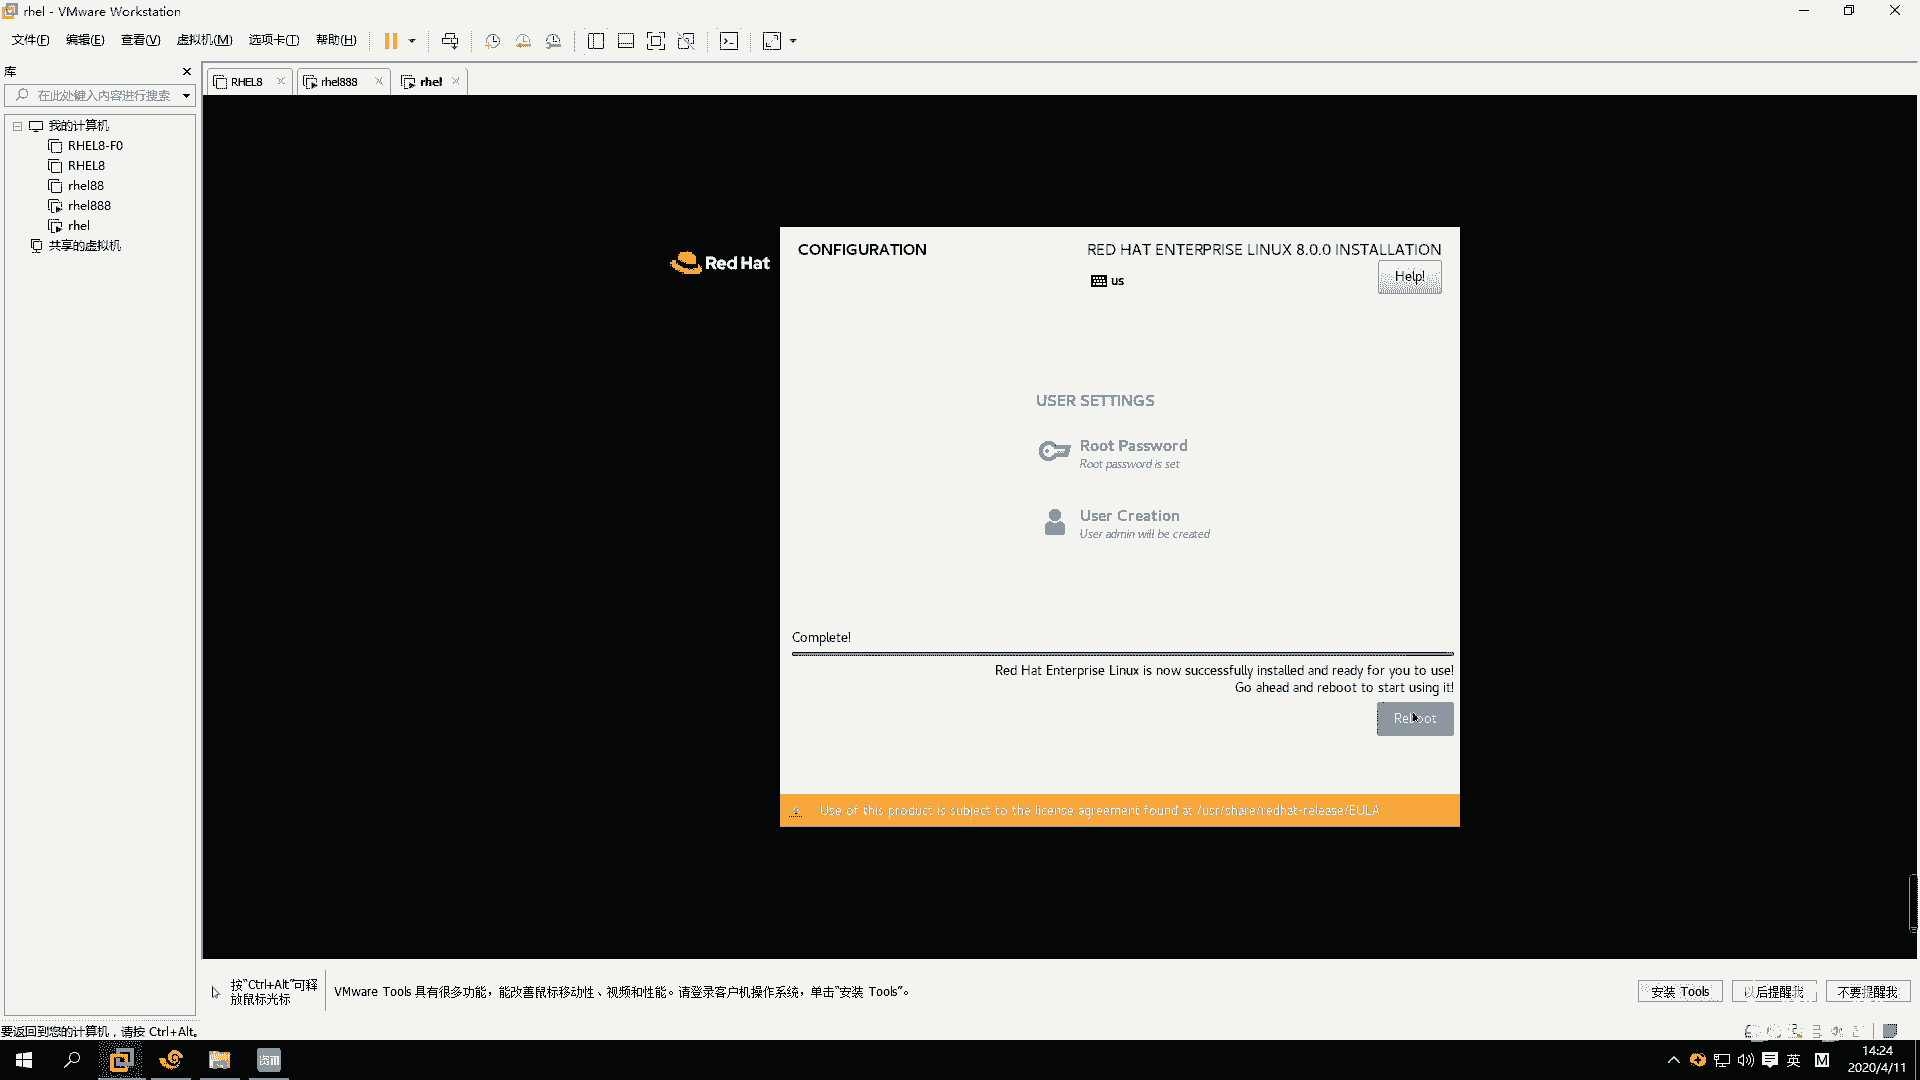 rhel - VMware Workstation
文件(F) 编辑(E) 查看(V) 虚拟机(M) 选项卡(T) 帮助(H)
库
在此处键入内容进行搜索
我的计算机
RHEL8-F0
RHEL8
rhel88
rhel888
rhel
共享的虚拟机
RHEL8 rhel888 rhel
Red Hat
CONFIGURATION
RED HAT ENTERPRISE LINUX 8.0.0 INSTALLATION
us
Help!
USER SETTINGS
Root Password
Root password is set
User Creation
User admin will be created
Complete!
Red Hat Enterprise Linux is now successfully installed and ready for you to use!
Go ahead and reboot to start using it!
Reboot
Use of this product is subject to the license agreement found at /usr/share/redhat-release/EULA
按"Ctrl+Alt"可释
放鼠标光标
VMware Tools 具有很多功能，能改善鼠标移动性、视频和性能。请登录客户机操作系统，单击"安装 Tools"。
安装 Tools 以后提醒我 不要提醒我
要返回到您的计算机，请按 Ctrl+Alt。
英 M
14:24
2020/4/11